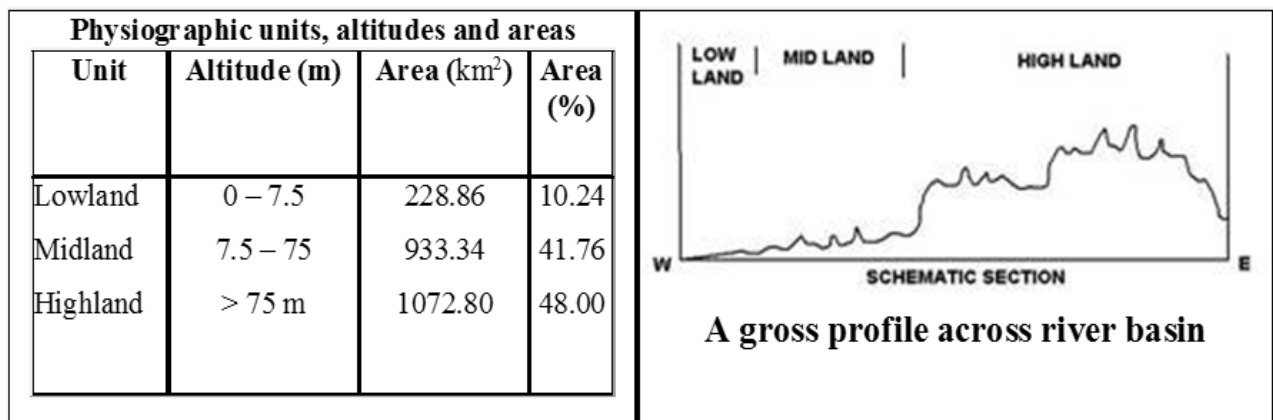 Physiographic units, altitudes and areas
Unit Altitude (m) Area (km²) Area (%)
Lowland 0 – 7.5 228.86 10.24
Midland 7.5 – 75 933.34 41.76
Highland > 75 m 1072.80 48.00
LOW LAND
MID LAND
HIGH LAND
W
E
SCHEMATIC SECTION
A gross profile across river basin